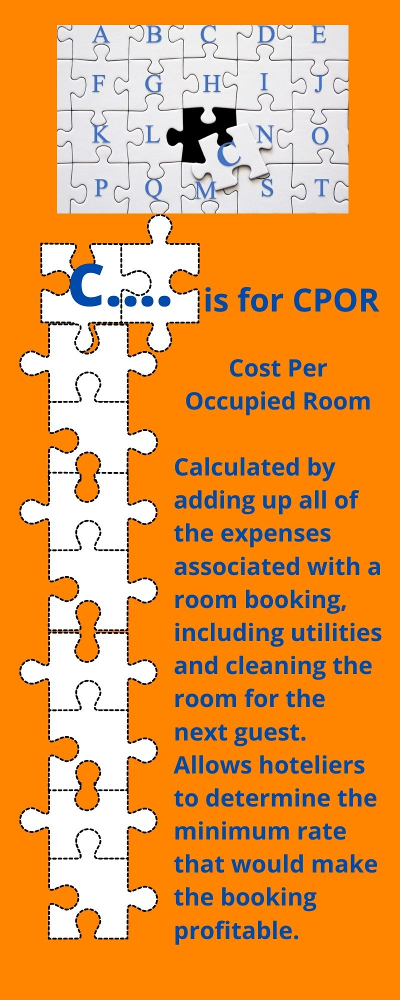 A B C D E
F G H I J
K L N O
C
P Q M S T
C.... is for CPOR
Cost Per
Occupied Room
Calculated by
adding up all of
the expenses
associated with a
room booking,
including utilities
and cleaning the
room for the
next guest.
Allows hoteliers
to determine the
minimum rate
that would make
the booking
profitable.